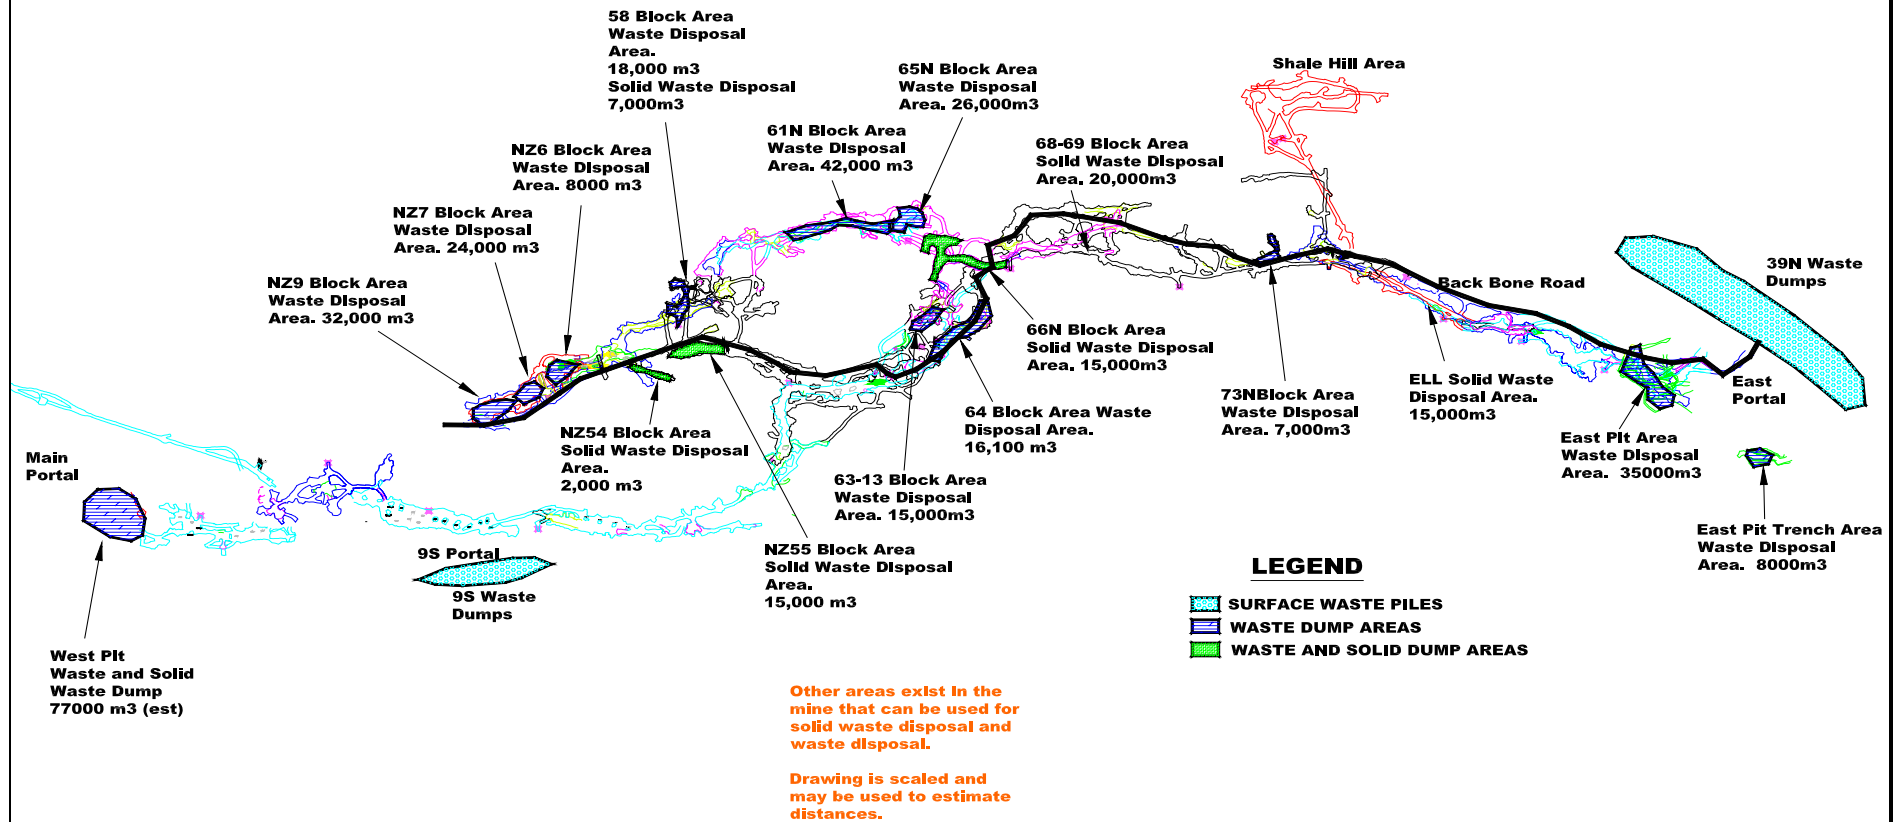 58 Block Area
Waste Disposal
Area.
18,000 m3
Solid Waste Disposal
7,000m3
65N Block Area
Waste Disposal
Area. 26,000m3
Shale Hill Area
61N Block Area
Waste Disposal
Area. 42,000 m3
68-69 Block Area
Solid Waste Disposal
Area. 20,000m3
NZ6 Block Area
Waste Disposal
Area. 8000 m3
NZ7 Block Area
Waste Disposal
Area. 24,000 m3
NZ9 Block Area
Waste Disposal
Area. 32,000 m3
39N Waste
Dumps
Back Bone Road
66N Block Area
Solid Waste Disposal
Area. 15,000m3
East
Portal
ELL Solid Waste
Disposal Area.
15,000m3
73NBlock Area
Waste Disposal
Area. 7,000m3
64 Block Area Waste
Disposal Area.
16,100 m3
NZ54 Block Area
Solid Waste Disposal
Area.
2,000 m3
East Pit Area
Waste Disposal
Area. 35000m3
Main
Portal
63-13 Block Area
Waste Disposal
Area. 15,000m3
East Pit Trench Area
Waste Disposal
Area. 8000m3
NZ55 Block Area
Solid Waste Disposal
Area.
15,000 m3
9S Portal
9S Waste
Dumps
West Pit
Waste and Solid
Waste Dump
77000 m3 (est)
LEGEND
SURFACE WASTE PILES
WASTE DUMP AREAS
WASTE AND SOLID DUMP AREAS
Other areas exist in the
mine that can be used for
solid waste disposal and
waste disposal.
Drawing is scaled and
may be used to estimate
distances.